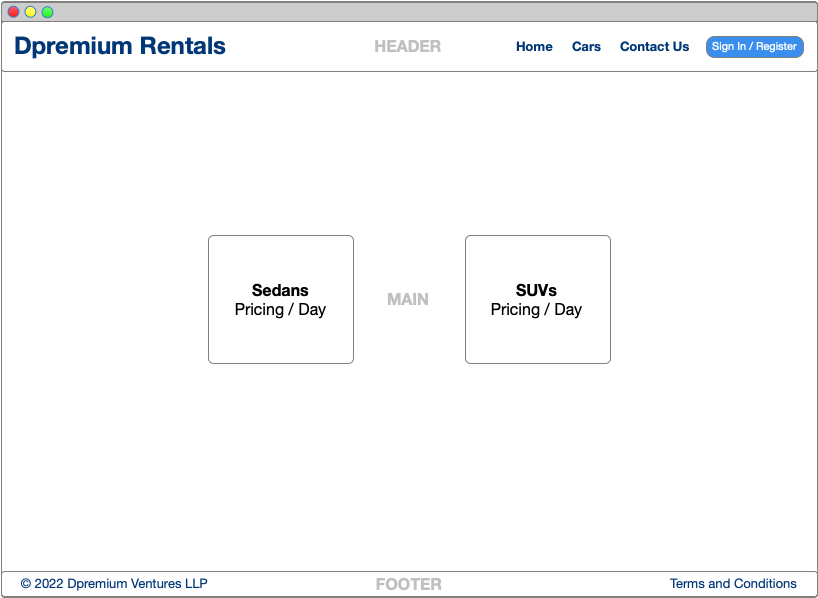 Dpremium Rentals
HEADER
Home
Cars
Contact Us
Sign In / Register
Sedans
Pricing / Day
MAIN
SUVs
Pricing / Day
© 2022 Dpremium Ventures LLP
FOOTER
Terms and Conditions